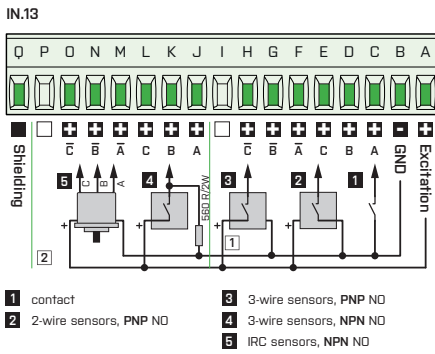 IN.13
Q P O N M L K J I H G F E D C B A
+ + + + + + + + + + + + - +
C̅ B̅ A̅ C B A C̅ B̅ A̅ C B A GND Excitation
Shielding
5 C B A 4 3 2 1
560 R/2W
+ + + +
1
2
1 contact
2 2-wire sensors, PNP NO
3 3-wire sensors, PNP NO
4 3-wire sensors, NPN NO
5 IRC sensors, NPN NO